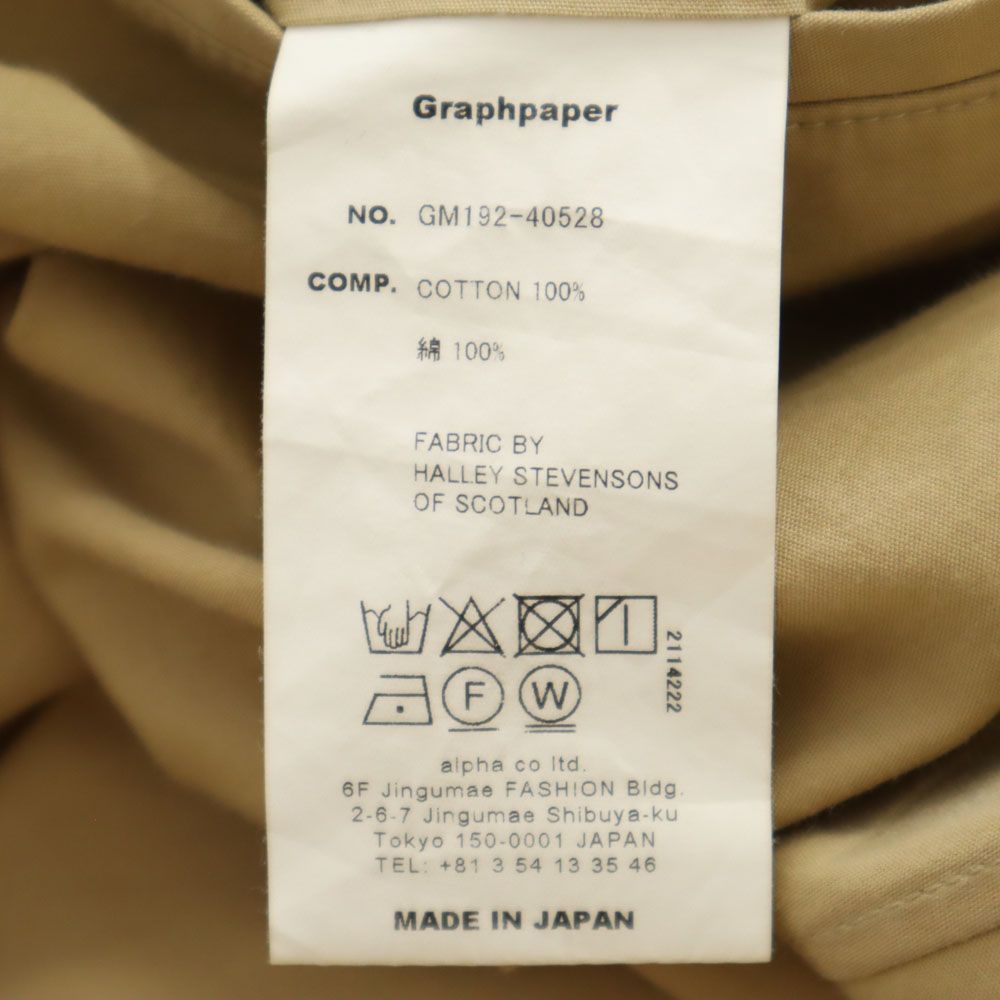 Graphpaper
NO. GM192-40528
COMP. COTTON 100%
綿 100%
FABRIC BY
HALLEY STEVENSONS
OF SCOTLAND
2114222
F W
alpha co ltd.
6F Jingumae FASHION Bldg.
2-6-7 Jingumae Shibuya-ku
Tokyo 150-0001 JAPAN
TEL: +81 3 54 13 35 46
MADE IN JAPAN